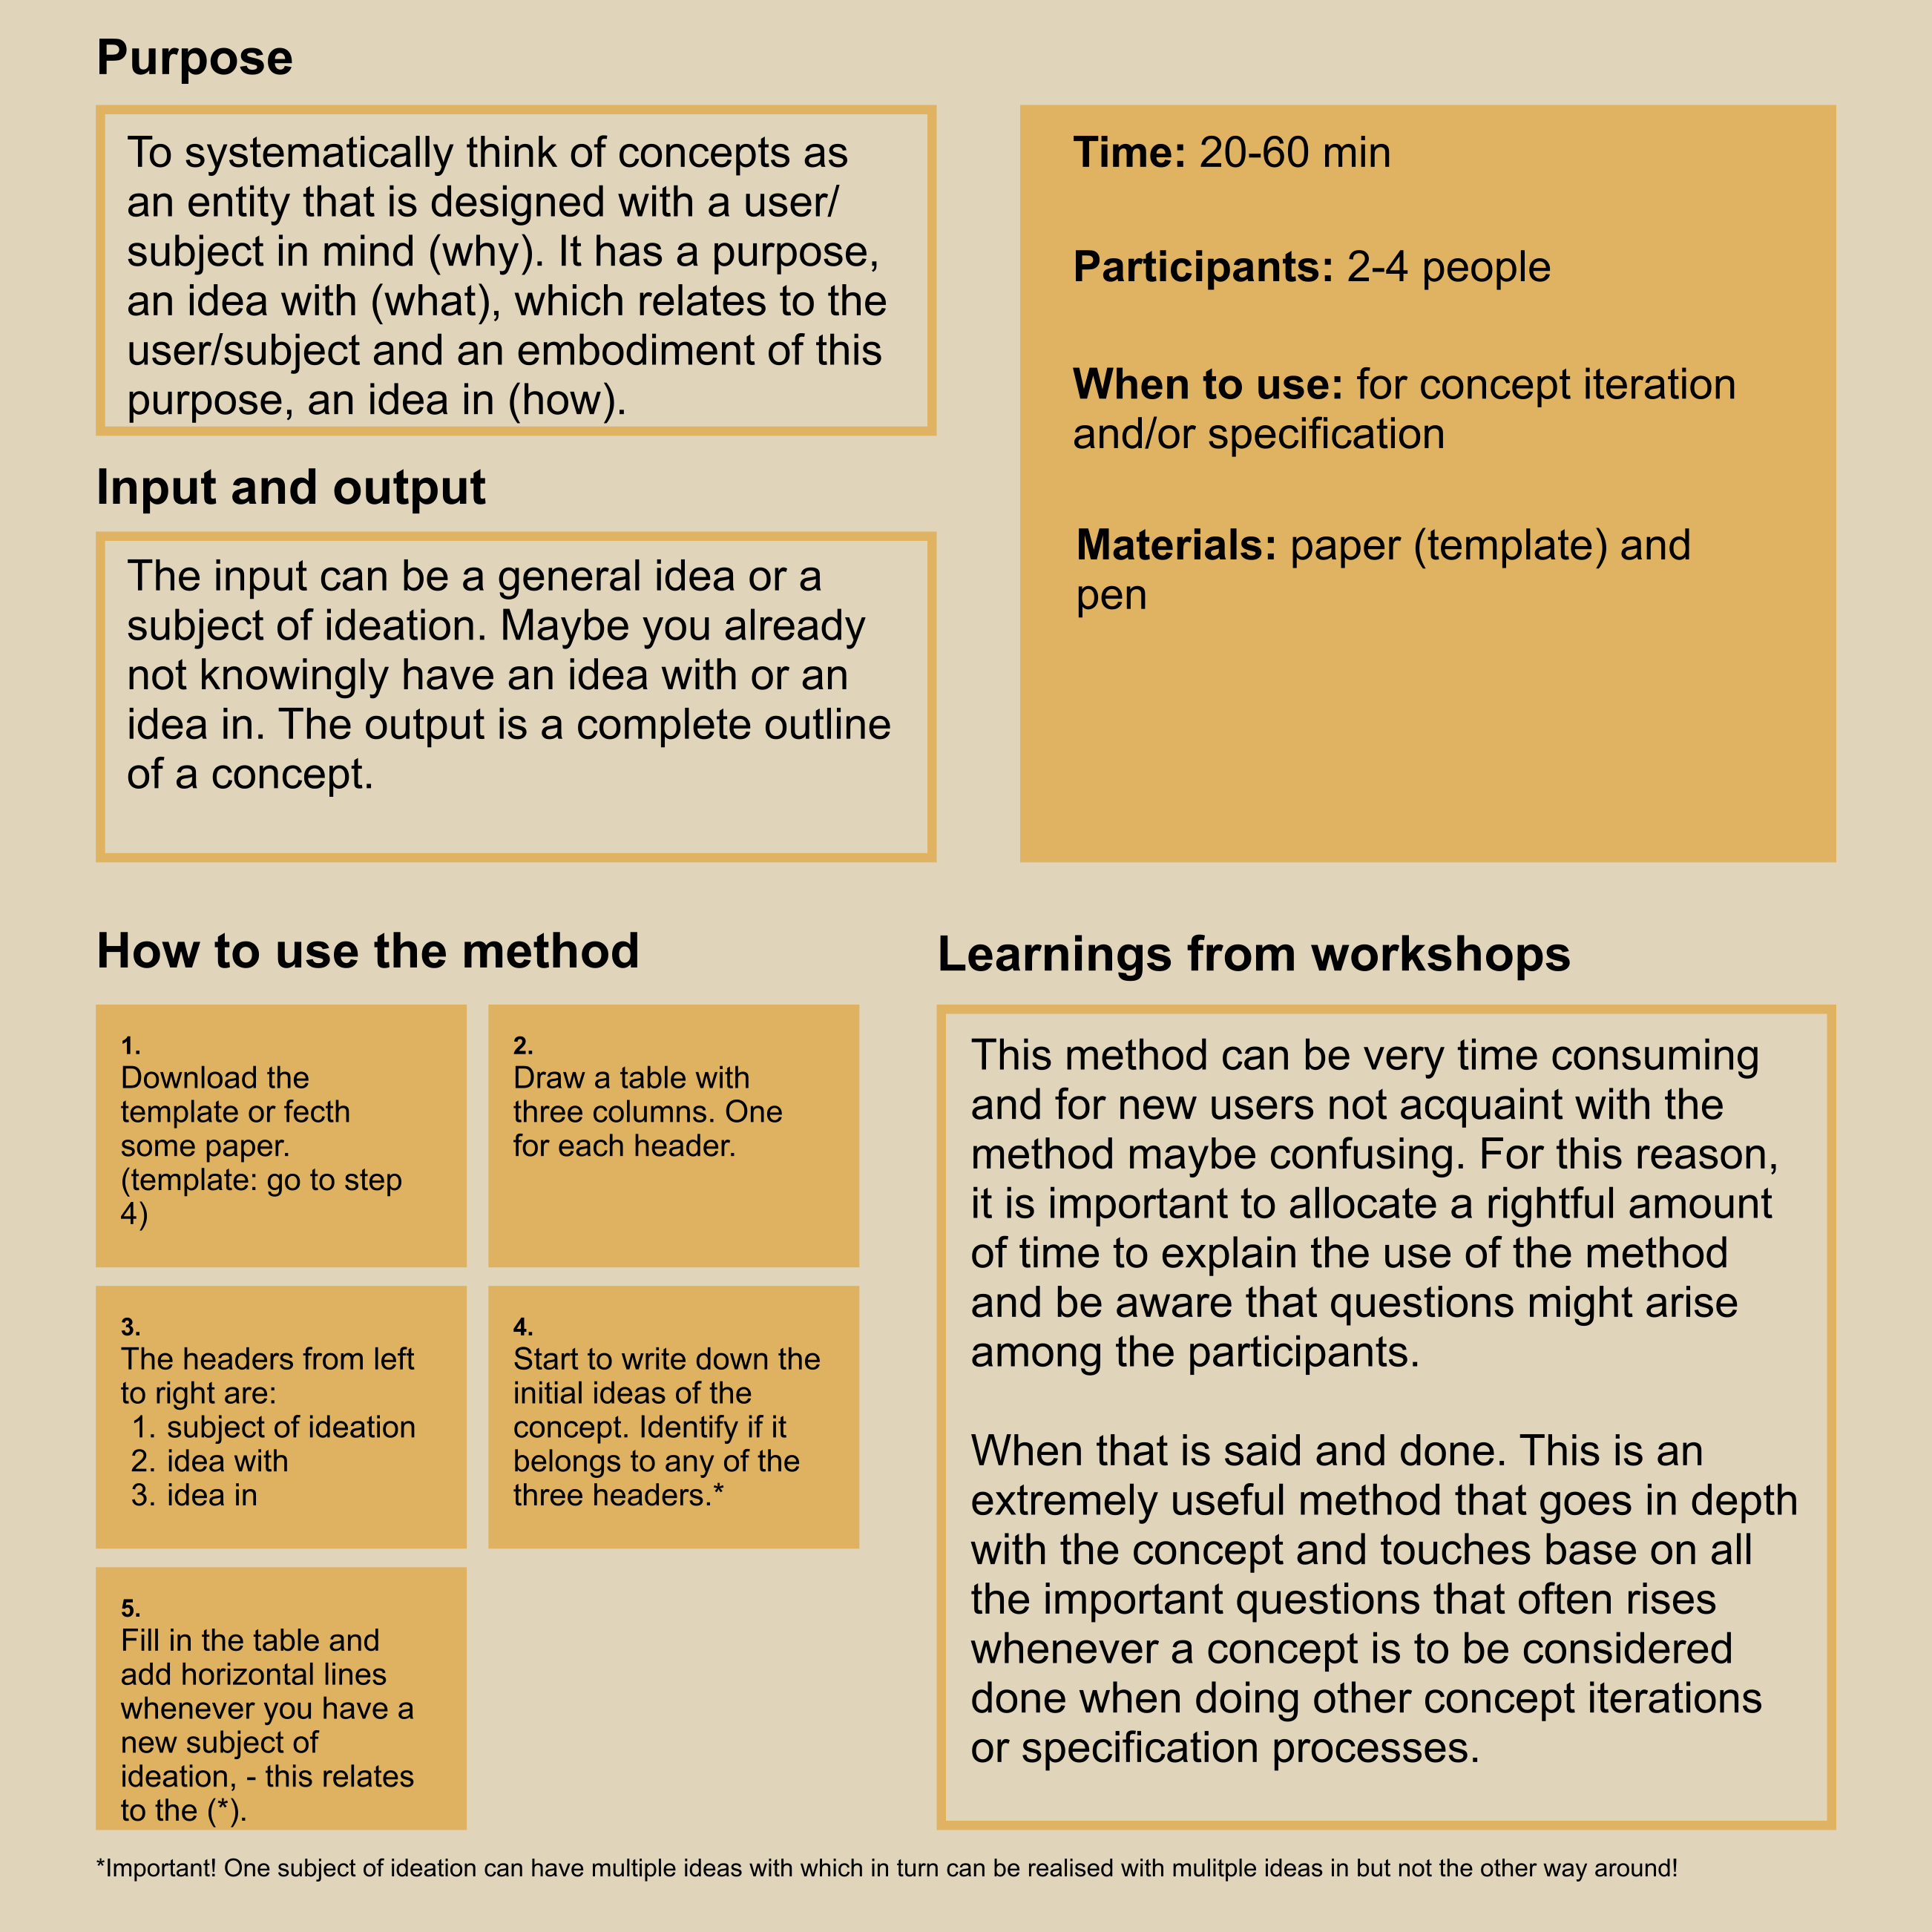 Purpose
To systematically think of concepts as
an entity that is designed with a user/
subject in mind (why). It has a purpose,
an idea with (what), which relates to the
user/subject and an embodiment of this
purpose, an idea in (how).
Time: 20-60 min
Participants: 2-4 people
When to use: for concept iteration
and/or specification
Materials: paper (template) and
pen
Input and output
The input can be a general idea or a
subject of ideation. Maybe you already
not knowingly have an idea with or an
idea in. The output is a complete outline
of a concept.
How to use the method
1.
Download the
template or fecth
some paper.
(template: go to step
4)
2.
Draw a table with
three columns. One
for each header.
3.
The headers from left
to right are:
1. subject of ideation
2. idea with
3. idea in
4.
Start to write down the
initial ideas of the
concept. Identify if it
belongs to any of the
three headers.*
5.
Fill in the table and
add horizontal lines
whenever you have a
new subject of
ideation, - this relates
to the (*).
Learnings from workshops
This method can be very time consuming
and for new users not acquaint with the
method maybe confusing. For this reason,
it is important to allocate a rightful amount
of time to explain the use of the method
and be aware that questions might arise
among the participants.
When that is said and done. This is an
extremely useful method that goes in depth
with the concept and touches base on all
the important questions that often rises
whenever a concept is to be considered
done when doing other concept iterations
or specification processes.
*Important! One subject of ideation can have multiple ideas with which in turn can be realised with mulitple ideas in but not the other way around!